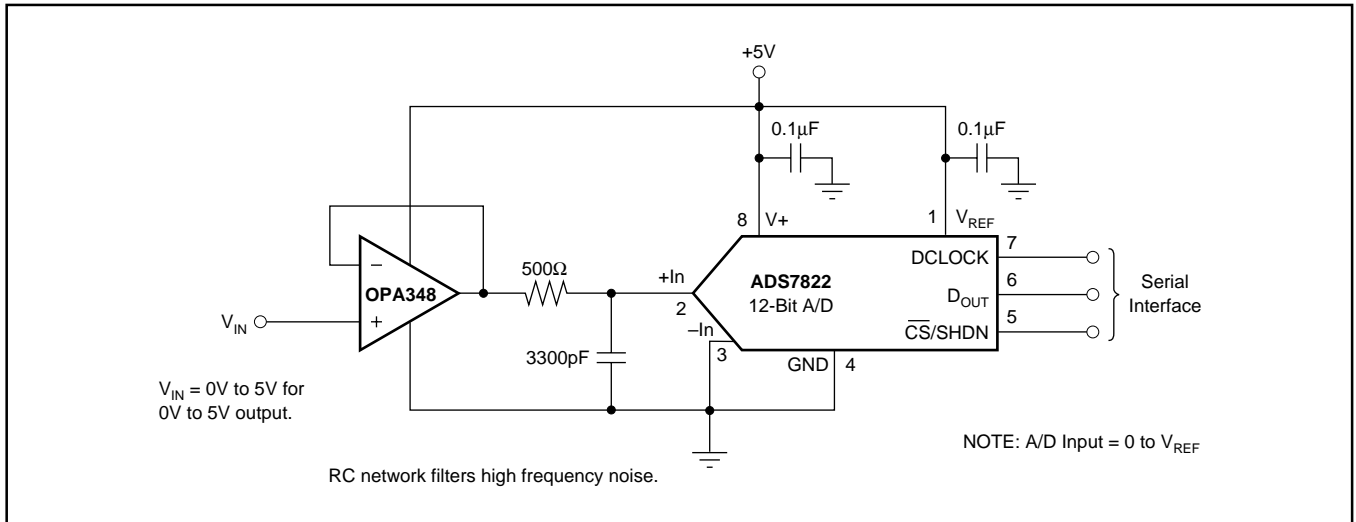 +5V
0.1μF
0.1μF
8
V+
1
VREF
−
OPA348
+
VIN
500Ω
3300pF
+In
2
−In
3
ADS7822
12-Bit A/D
GND
4
DCLOCK
7
DOUT
6
CS/SHDN
5
Serial
Interface
VIN = 0V to 5V for
0V to 5V output.
NOTE: A/D Input = 0 to VREF
RC network filters high frequency noise.